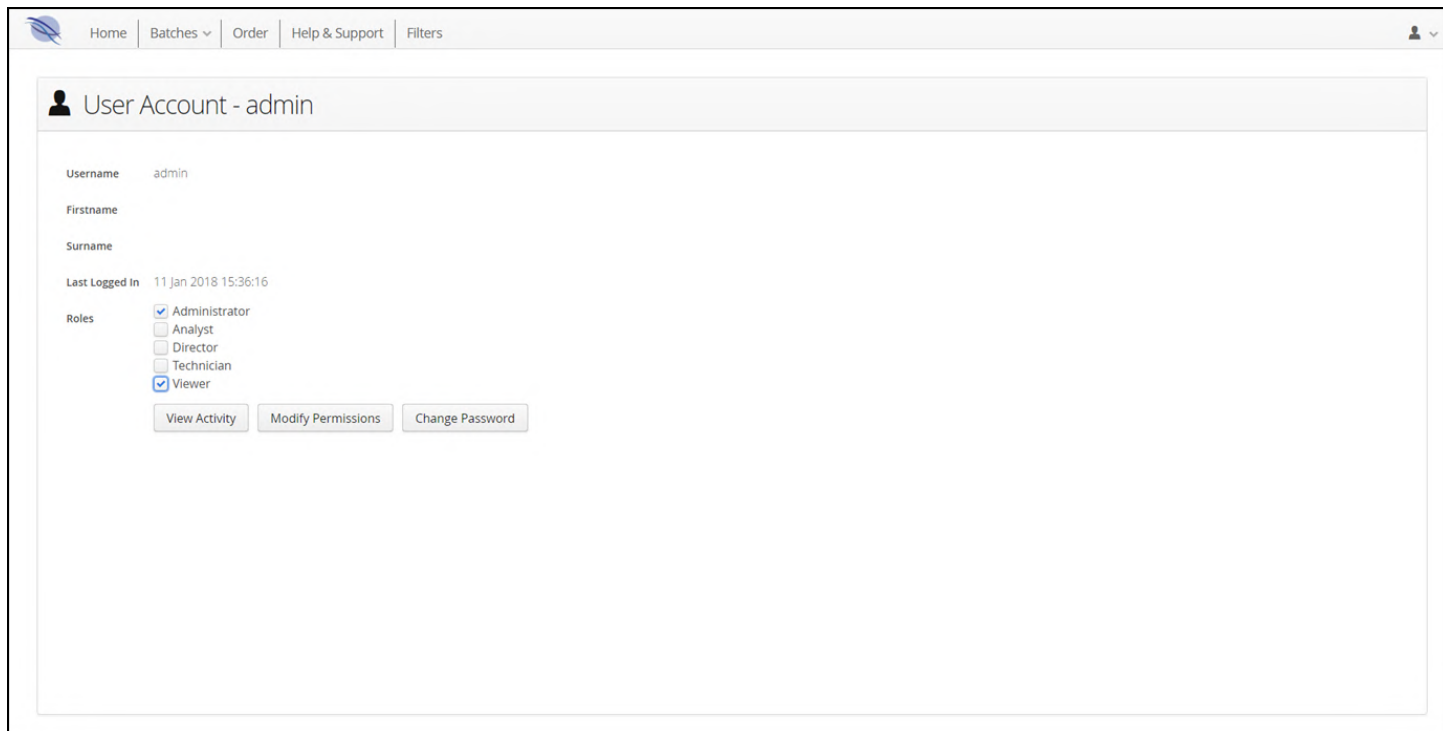 Home Batches Order Help & Support Filters
User Account - admin
Username admin
Firstname
Surname
Last Logged In 11 Jan 2018 15:36:16
Roles Administrator
Analyst
Director
Technician
Viewer
View Activity Modify Permissions Change Password